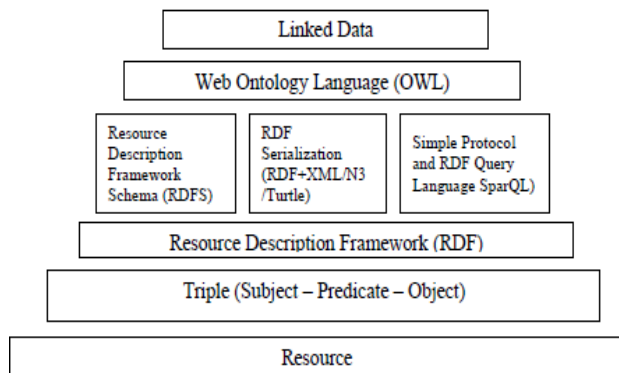 Linked Data
Web Ontology Language (OWL)
Resource
Description
Framework
Schema (RDFS)
RDF
Serialization
(RDF+XML/N3
/Turtle)
Simple Protocol
and RDF Query
Language SparQL)
Resource Description Framework (RDF)
Triple (Subject – Predicate – Object)
Resource